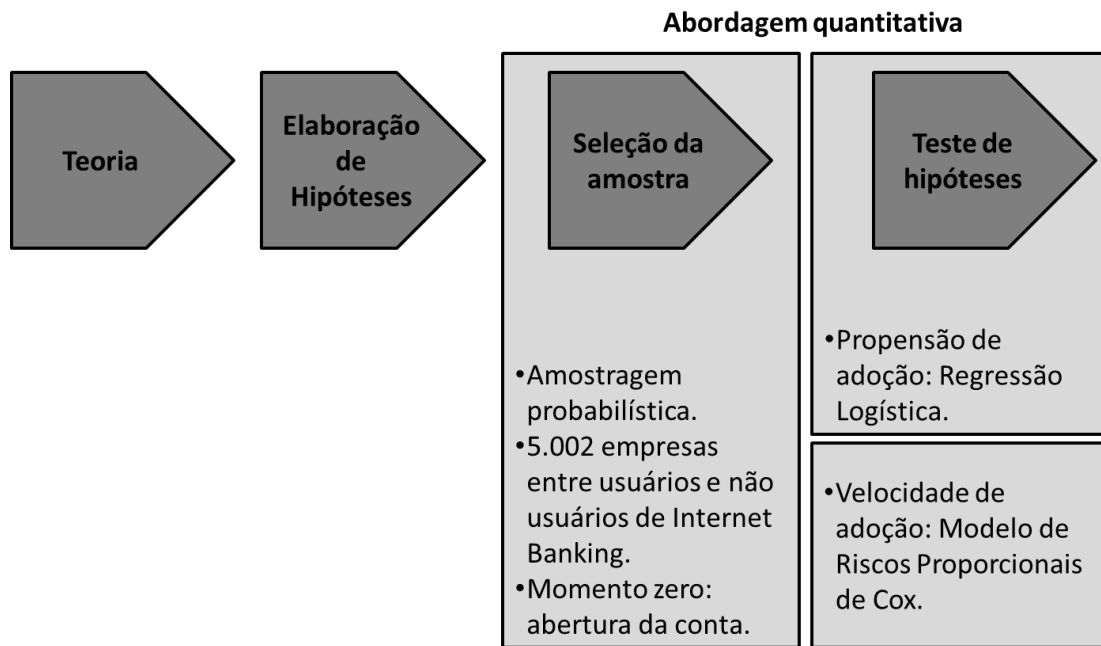 Abordagem quantitativa
Teoria
Elaboração
de
Hipóteses
Seleção da
amostra
Teste de
hipóteses
•Amostragem
probabilística.
•5.002 empresas
entre usuários e não
usuários de Internet
Banking.
•Momento zero:
abertura da conta.
•Propensão de
adoção: Regressão
Logística.
•Velocidade de
adoção: Modelo de
Riscos Proporcionais
de Cox.